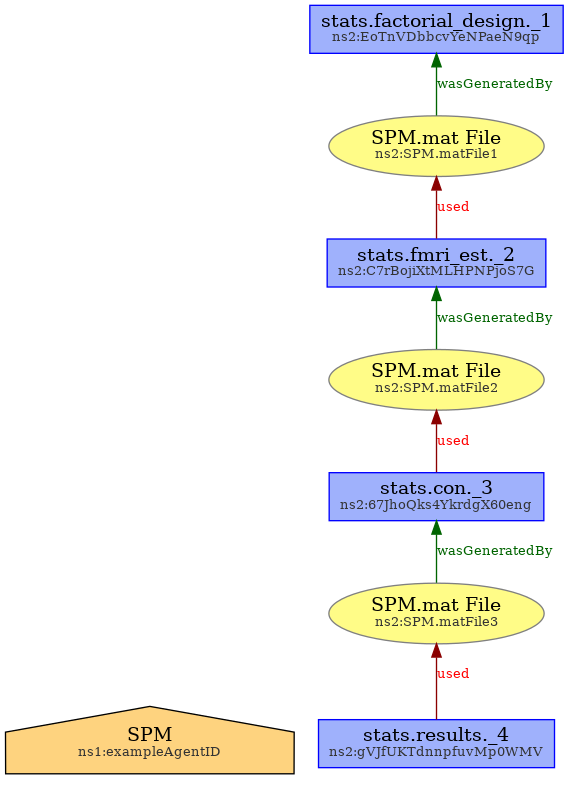 stats.factorial_design._1
ns2:EoTnVDbbcvYeNPaeN9qp
wasGeneratedBy
SPM.mat File
ns2:SPM.matFile1
used
stats.fmri_est._2
ns2:C7rBojiXtMLHPNPjoS7G
wasGeneratedBy
SPM.mat File
ns2:SPM.matFile2
used
stats.con._3
ns2:67JhoQks4YkrdgX60eng
wasGeneratedBy
SPM.mat File
ns2:SPM.matFile3
used
SPM
ns1:exampleAgentID
stats.results._4
ns2:gVJfUKTdnnpfuvMp0WMV